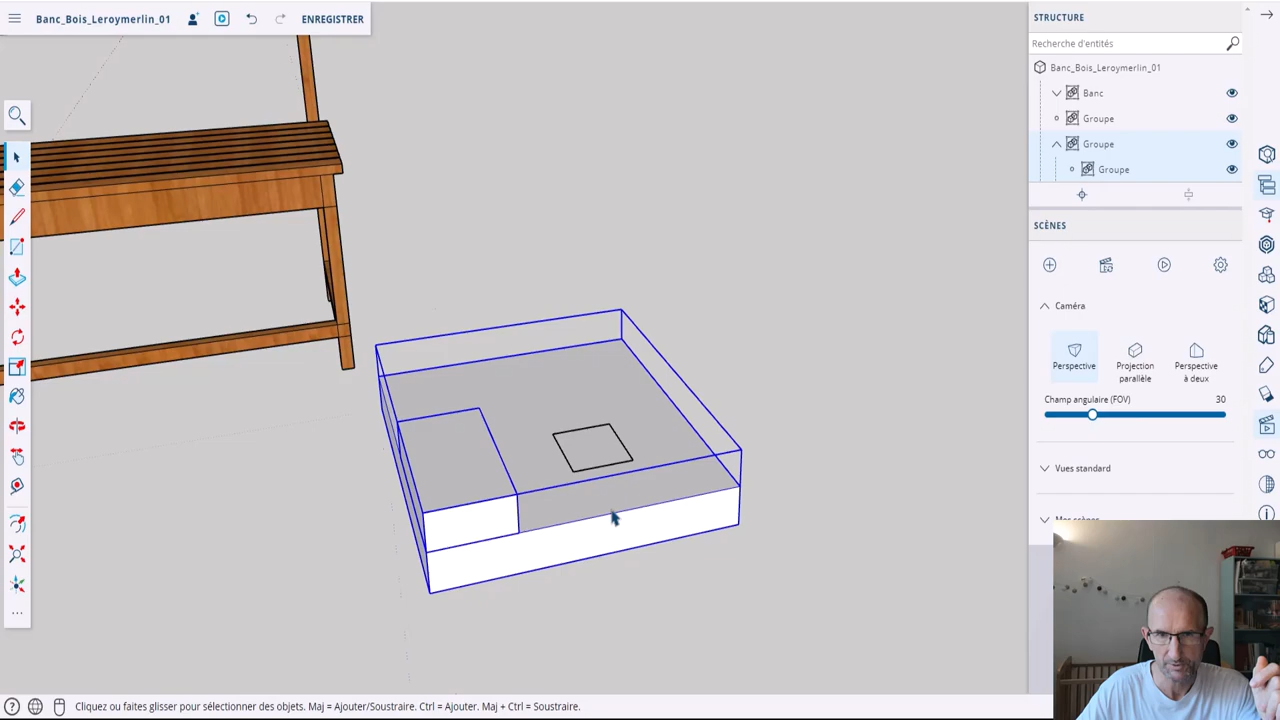 Banc_Bois_Leroymerlin_01
ENREGISTRER
STRUCTURE
Recherche d'entités
Banc_Bois_Leroymerlin_01
Banc
Groupe
Groupe
Groupe
SCÈNES
Caméra
Perspective
Projection
parallèle
Perspective
à deux
Champ angulaire (FOV) 30
Vues standard
Mes scènes
Cliquez ou faites glisser pour sélectionner des objets. Maj = Ajouter/Soustraire. Ctrl = Ajouter. Maj + Ctrl = Soustraire.